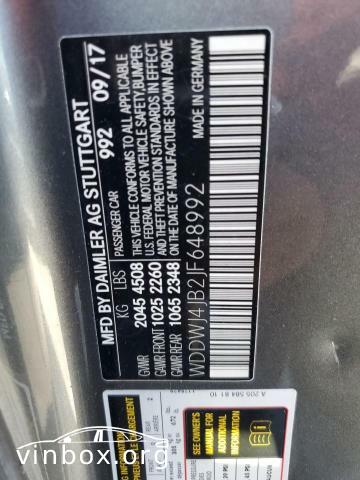 MFD BY DAIMLER AG STUTTGART
992 09/17
PASSENGER CAR
KG LBS
GVWR 2045 4508
GAWR FRONT 1025 2260
GAWR REAR 1065 2348
THIS VEHICLE CONFORMS TO ALL APPLICABLE
U.S. FEDERAL MOTOR VEHICLE SAFETY, BUMPER
AND THEFT PREVENTION STANDARDS IN EFFECT
ON THE DATE OF MANUFACTURE SHOWN ABOVE
MADE IN GERMANY
WDDWJ4JB2JF648992
A 205 584 81 10
SEE OWNER'S
MANUAL FOR
ADDITIONAL
INFORMATION
vinbox.org